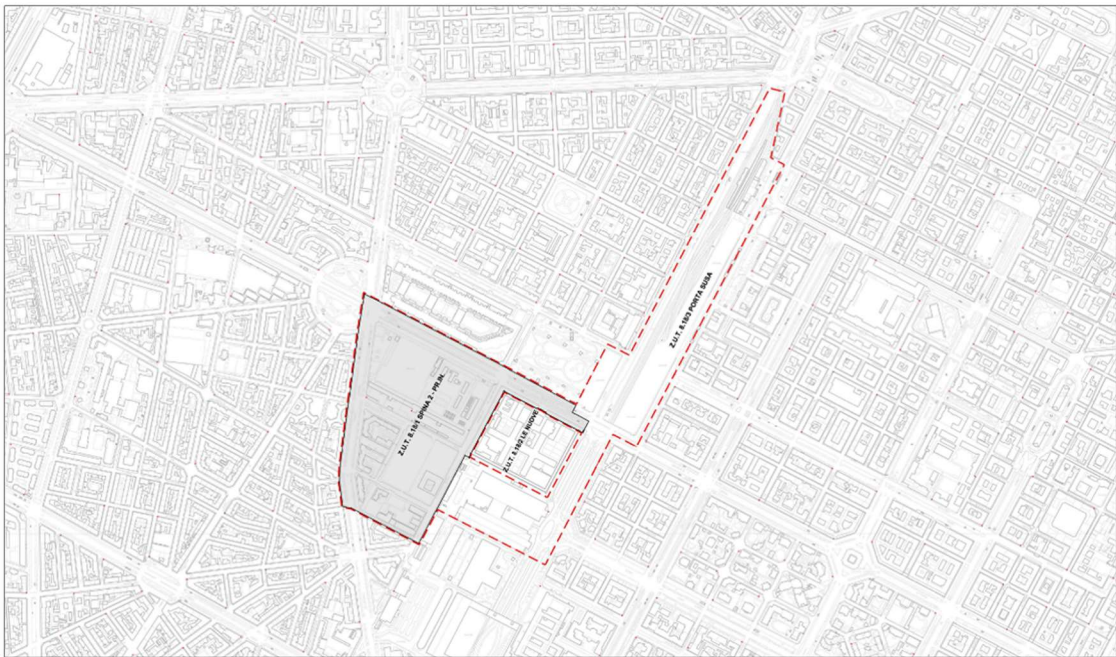 Z.U.T. 8.18/3 PORTA SUSA
Z.U.T. 8.18/1 SPINA 2 - PR.IN.
Z.U.T. 8.18/2 LE NUOVE